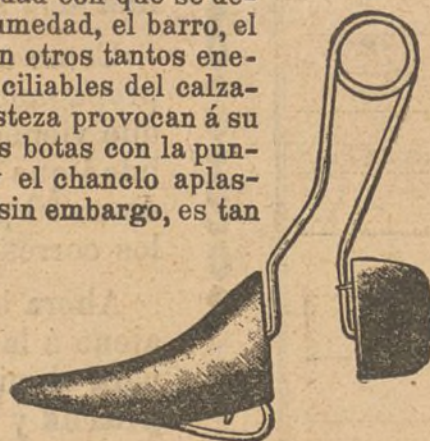 dad con que se de-
umedad, el barro, el
n otros tantos ene-
ciliables del calza-
steza provocan á su
s botas con la pun-
el chanclo aplas-
sin embargo, es tan